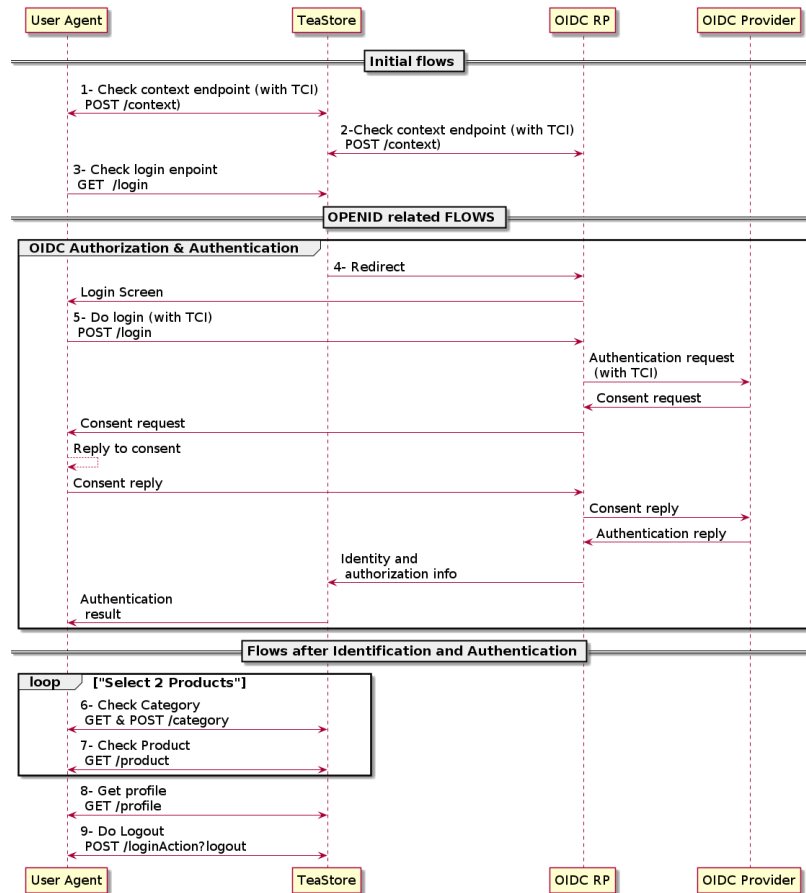 User Agent
TeaStore
OIDC RP
OIDC Provider
Initial flows
1- Check context endpoint (with TCI)
POST /context)
2-Check context endpoint (with TCI)
POST /context)
3- Check login enpoint
GET  /login
OPENID related FLOWS
OIDC Authorization & Authentication
4- Redirect
Login Screen
5- Do login (with TCI)
POST /login
Authentication request
(with TCI)
Consent request
Consent request
Reply to consent
Consent reply
Consent reply
Authentication reply
Identity and
authorization info
Authentication
result
Flows after Identification and Authentication
loop
["Select 2 Products"]
6- Check Category
GET & POST /category
7- Check Product
GET /product
8- Get profile
GET /profile
9- Do Logout
POST /loginAction?logout
User Agent
TeaStore
OIDC RP
OIDC Provider